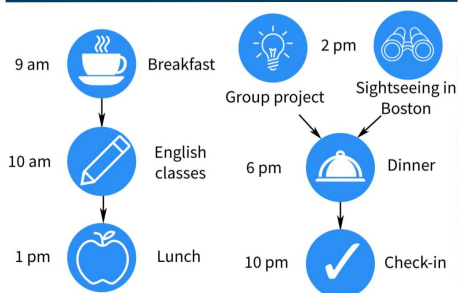 9 am
Breakfast
10 am
English
classes
1 pm
Lunch
2 pm
Group project
Sightseeing in
Boston
6 pm
Dinner
10 pm
Check-in